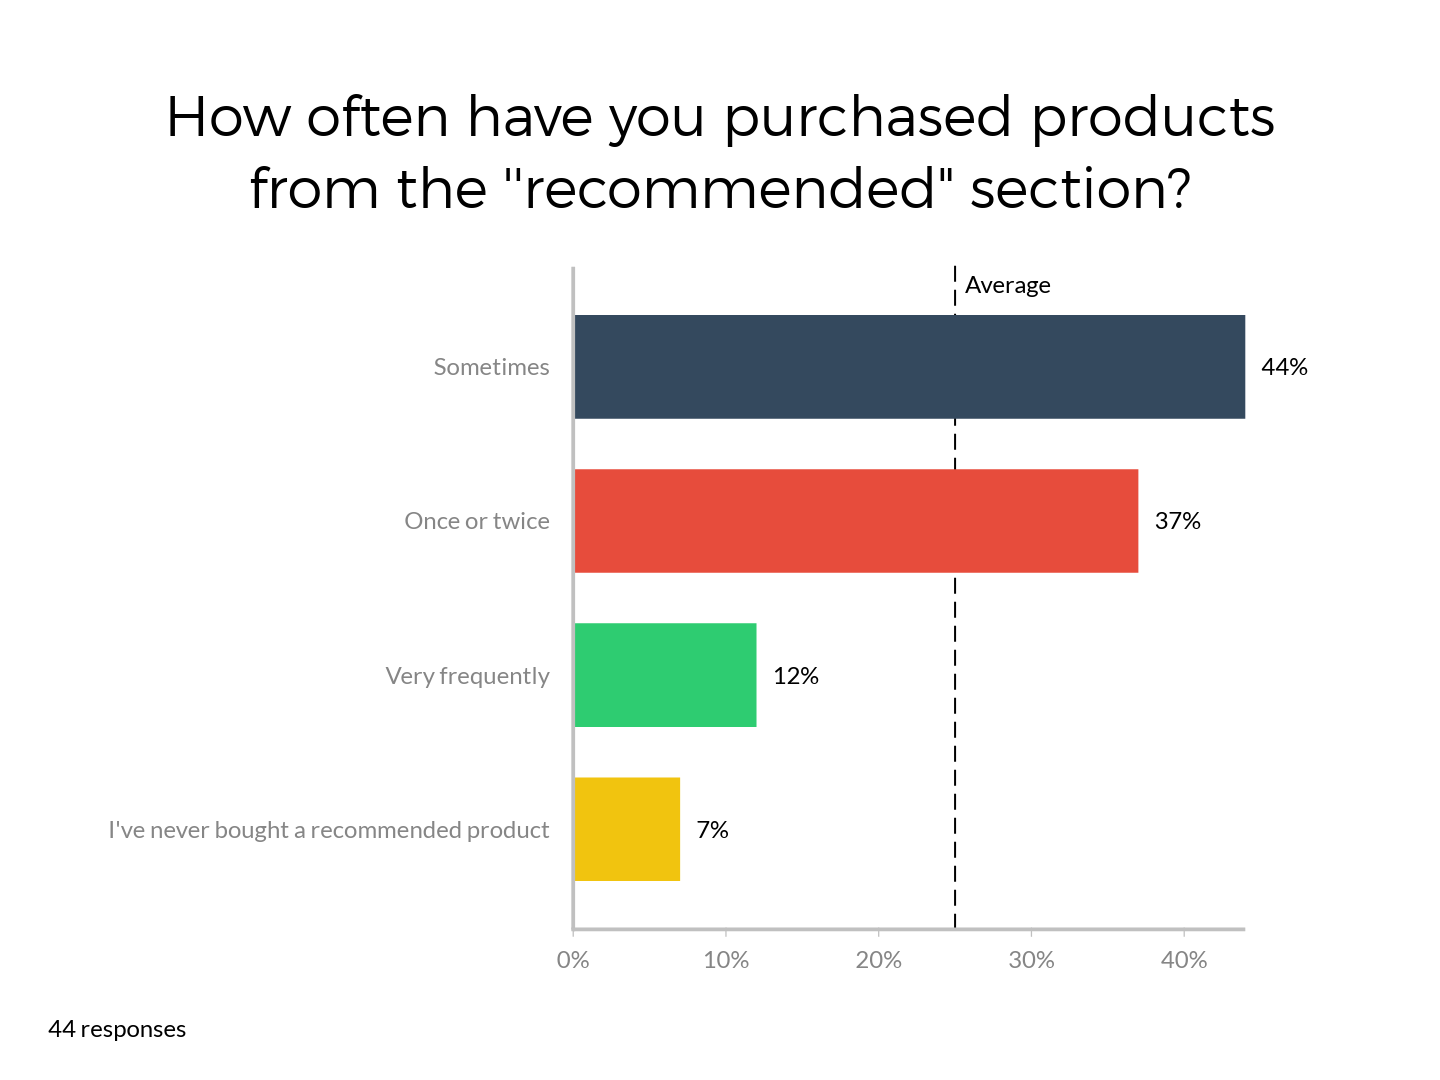 How often have you purchased products
from the "recommended" section?
Average
Sometimes
44%
Once or twice
37%
Very frequently
12%
I've never bought a recommended product
7%
0%
10%
20%
30%
40%
44 responses